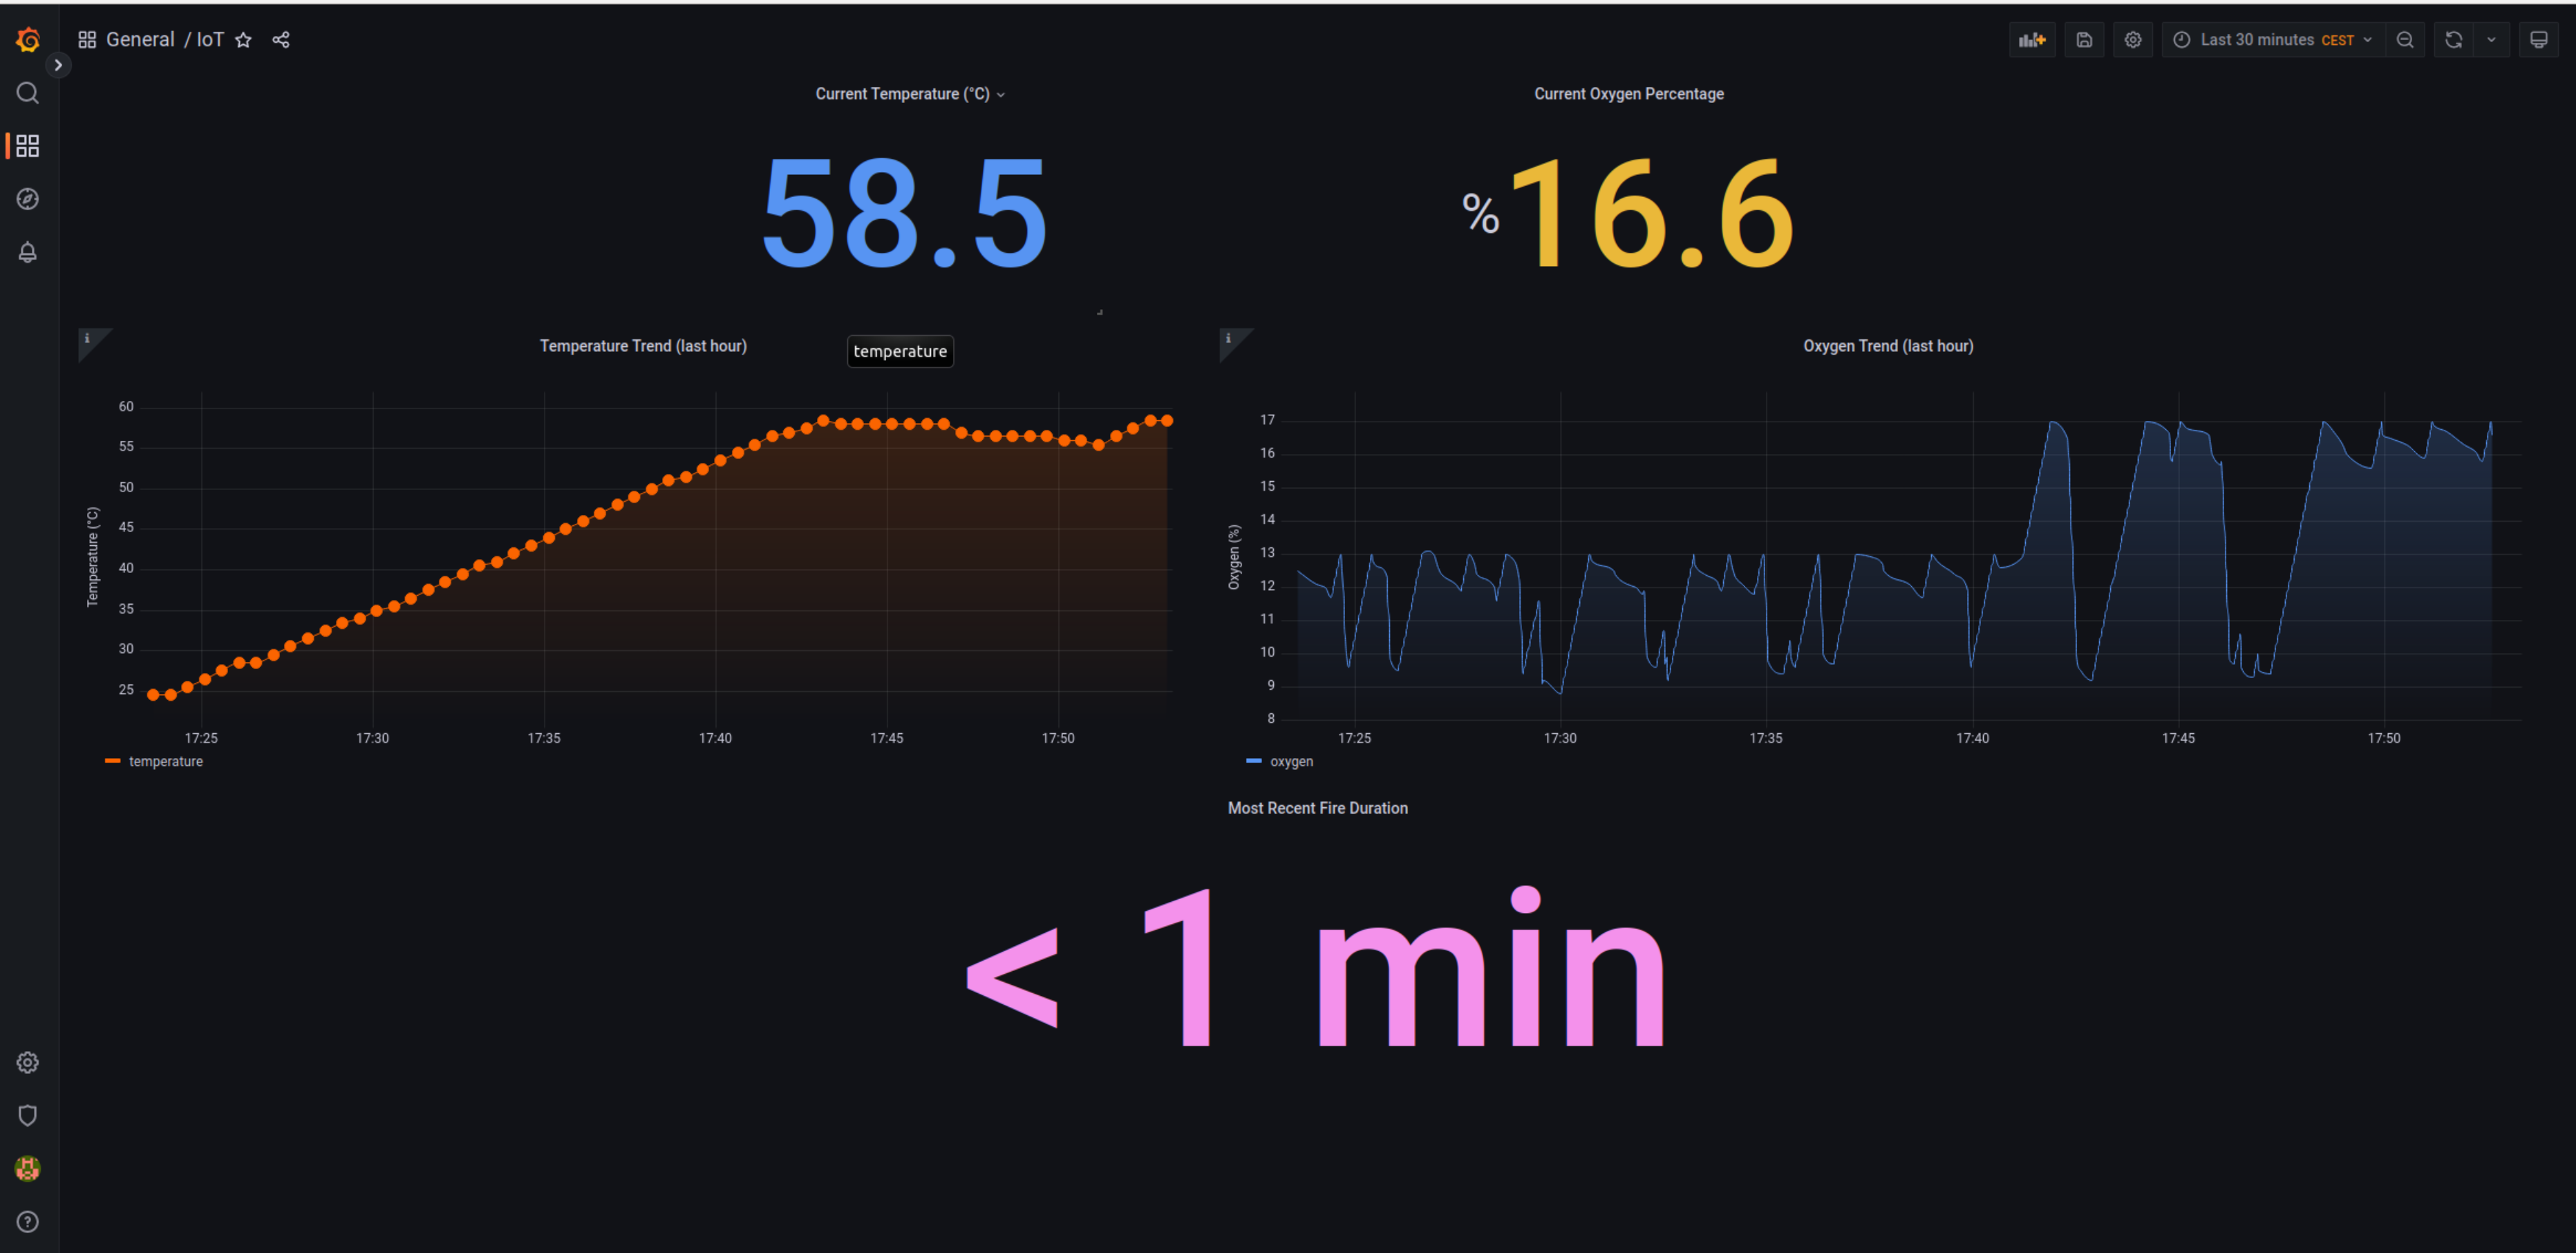 General / IoT
Last 30 minutes CEST
Current Temperature (°C)
Current Oxygen Percentage
58.5
%16.6
i
Temperature Trend (last hour)
temperature
60
55
50
45
40
35
30
25
Temperature (°C)
17:25 17:30 17:35 17:40 17:45 17:50
temperature
i
Oxygen Trend (last hour)
17
16
15
14
13
12
11
10
9
8
Oxygen (%)
17:25 17:30 17:35 17:40 17:45 17:50
oxygen
Most Recent Fire Duration
< 1 min